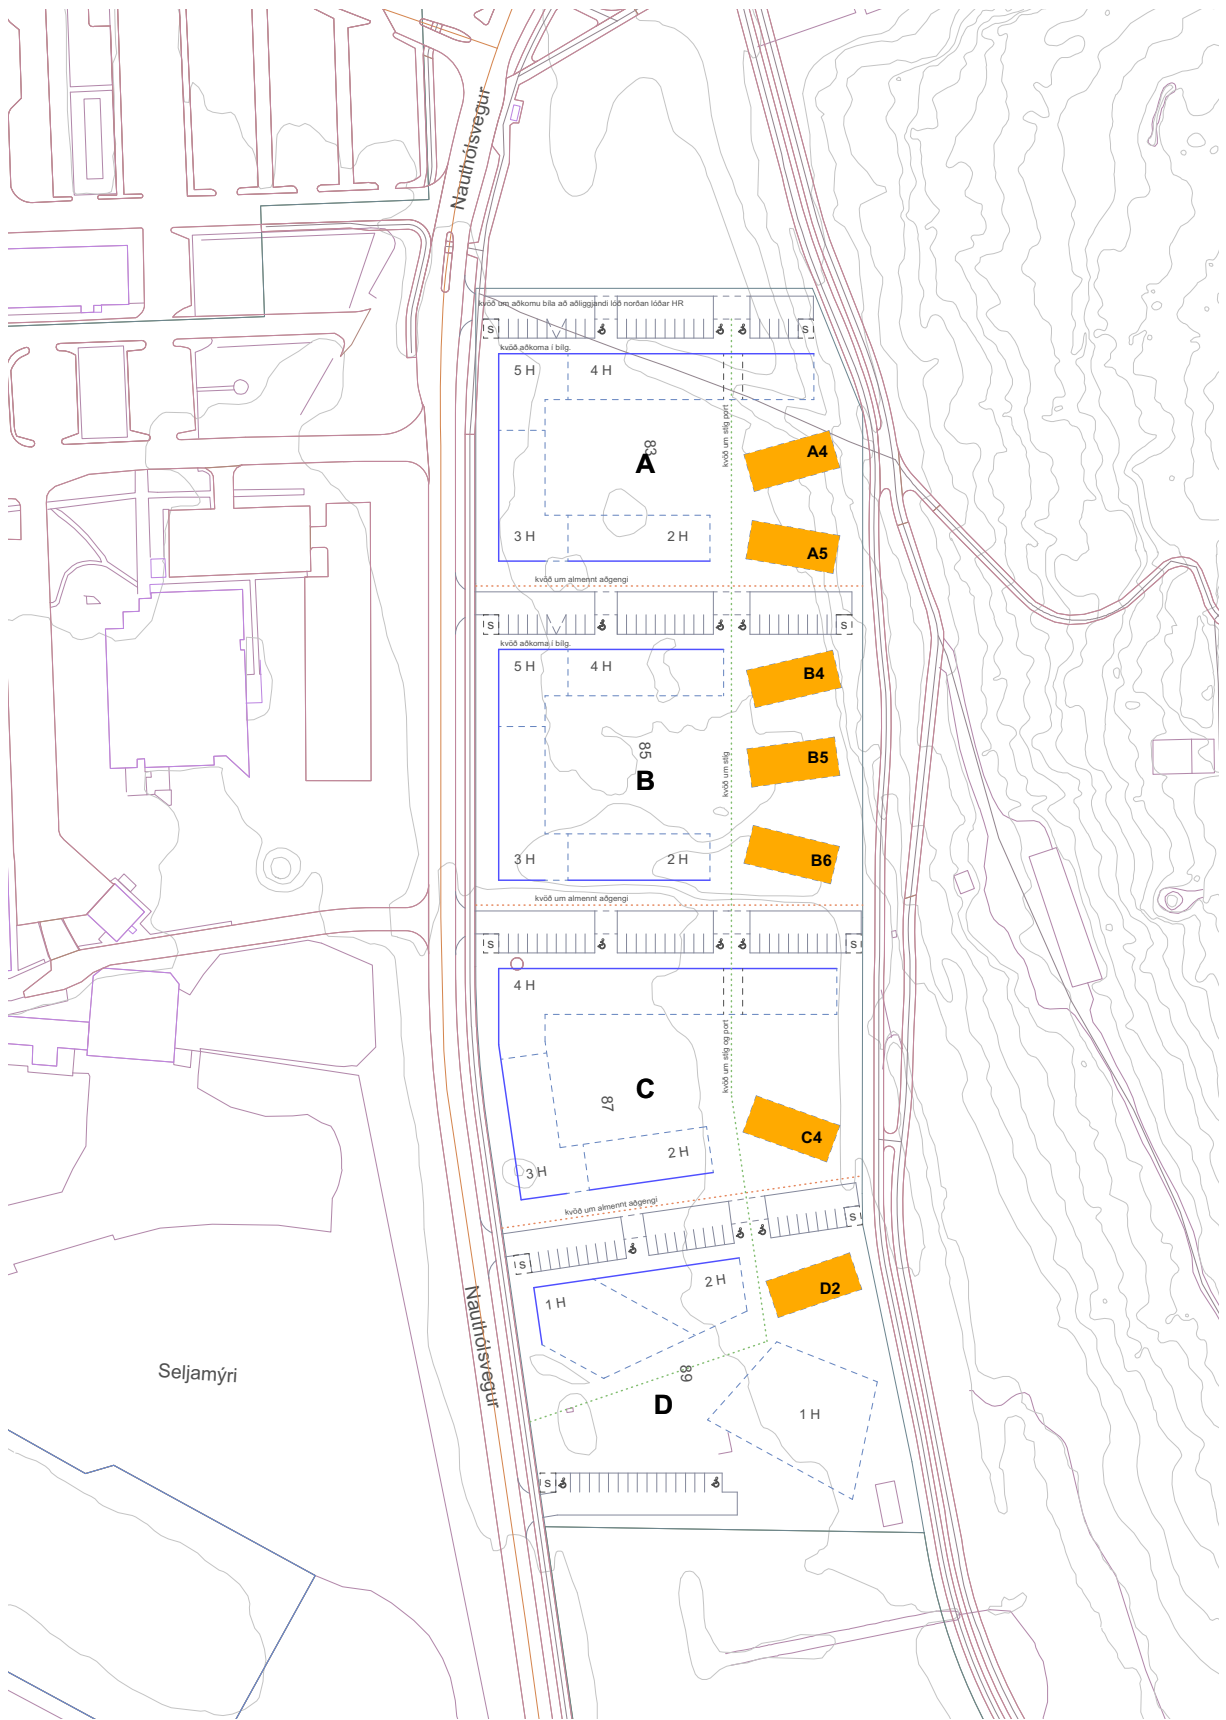 Nauthólsvegur
kvöð um aðkomu bíla að aðliggjandi lóð norðan lóðar HR
S
S
kvöð aðkoma í bílg.
5 H
4 H
kvöð um stíg port
83
A
A4
3 H
2 H
A5
kvöð um almennt aðgengi
S
S
kvöð aðkoma í bílg.
5 H
4 H
B4
85
kvöð um stíg
B
B5
3 H
2 H
B6
kvöð um almennt aðgengi
S
S
4 H
kvöð um stíg og port
C
87
C4
3 H
2 H
kvöð um almennt aðgengi
S
S
1 H
2 H
D2
Nauthólsvegur
Seljamýri
89
D
1 H
S